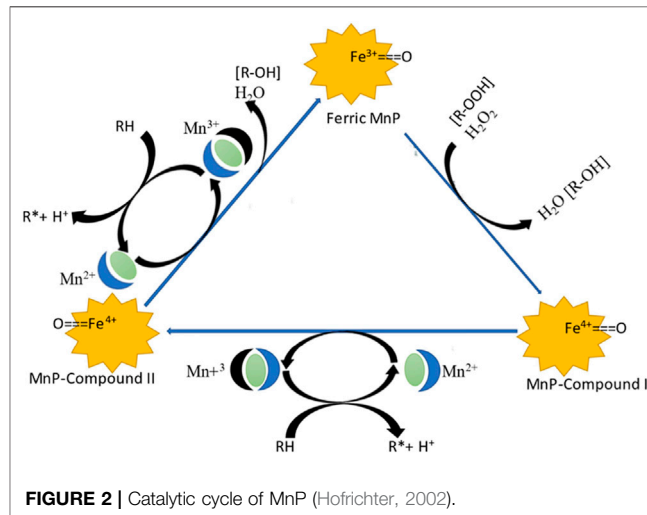 Fe³⁺===O
Ferric MnP
[R-OH]
H₂O
Mn³⁺
RH
R*+ H⁺
Mn²⁺
[R-OOH]
H₂O₂
H₂O [R-OH]
O===Fe⁴⁺
MnP-Compound II
Fe⁴⁺===O
MnP-Compound I
Mn+³
Mn²⁺
RH
R*+ H⁺
FIGURE 2 | Catalytic cycle of MnP (Hofrichter, 2002).